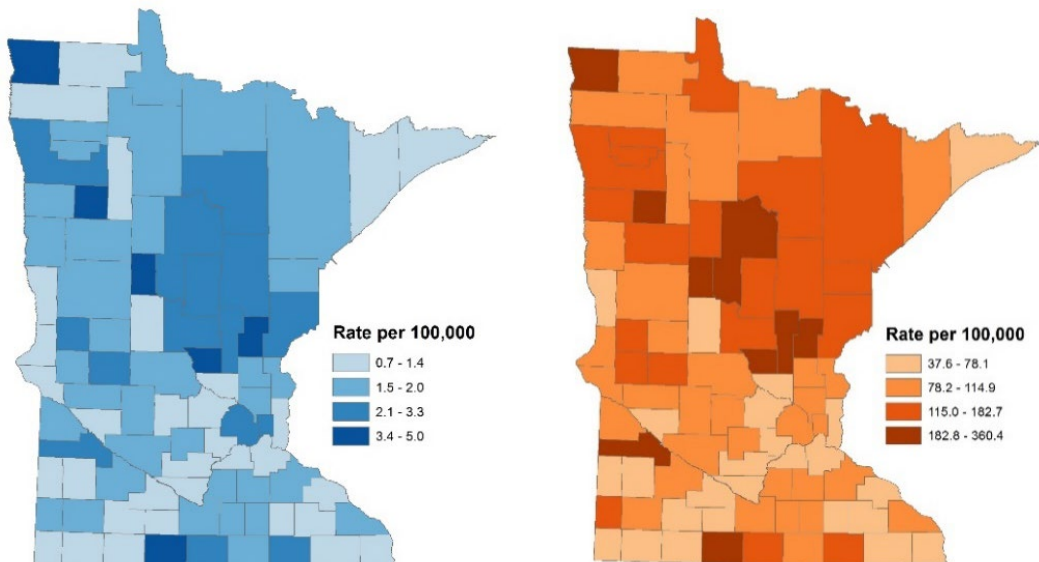 Rate per 100,000
0.7 - 1.4
1.5 - 2.0
2.1 - 3.3
3.4 - 5.0
Rate per 100,000
37.6 - 78.1
78.2 - 114.9
115.0 - 182.7
182.8 - 360.4